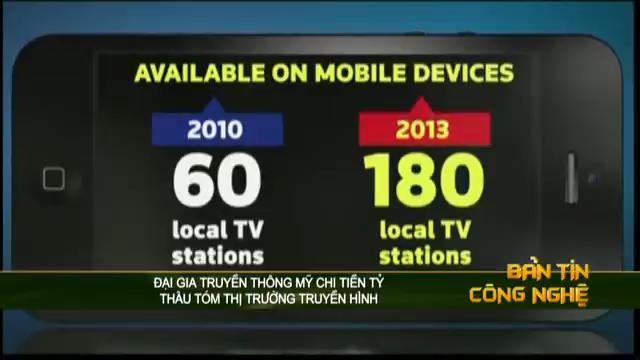 AVAILABLE ON MOBILE DEVICES
2010
60
local TV
stations
2013
180
local TV
stations
ĐẠI GIA TRUYỀN THÔNG MỸ CHI TIỀN TỶ
THÂU TÓM THỊ TRƯỜNG TRUYỀN HÌNH
BẢN TIN
CÔNG NGHỆ